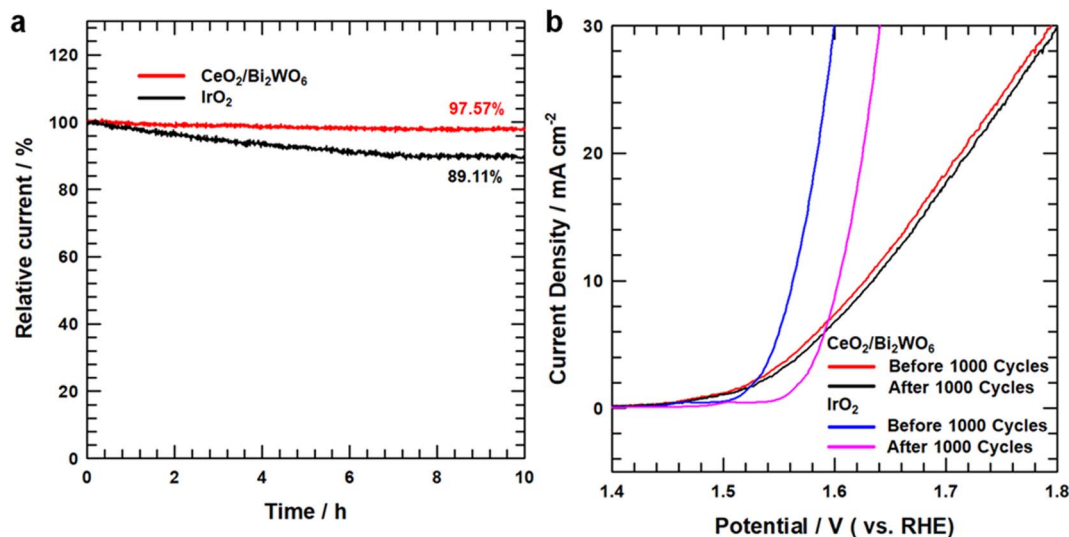 a
120
100
80
60
40
20
0
Relative current / %
CeO2/Bi2WO6
IrO2
97.57%
89.11%
0 2 4 6 8 10
Time / h
b
30
20
10
0
Current Density / mA cm-2
CeO2/Bi2WO6
Before 1000 Cycles
After 1000 Cycles
IrO2
Before 1000 Cycles
After 1000 Cycles
1.4 1.5 1.6 1.7 1.8
Potential / V ( vs. RHE)